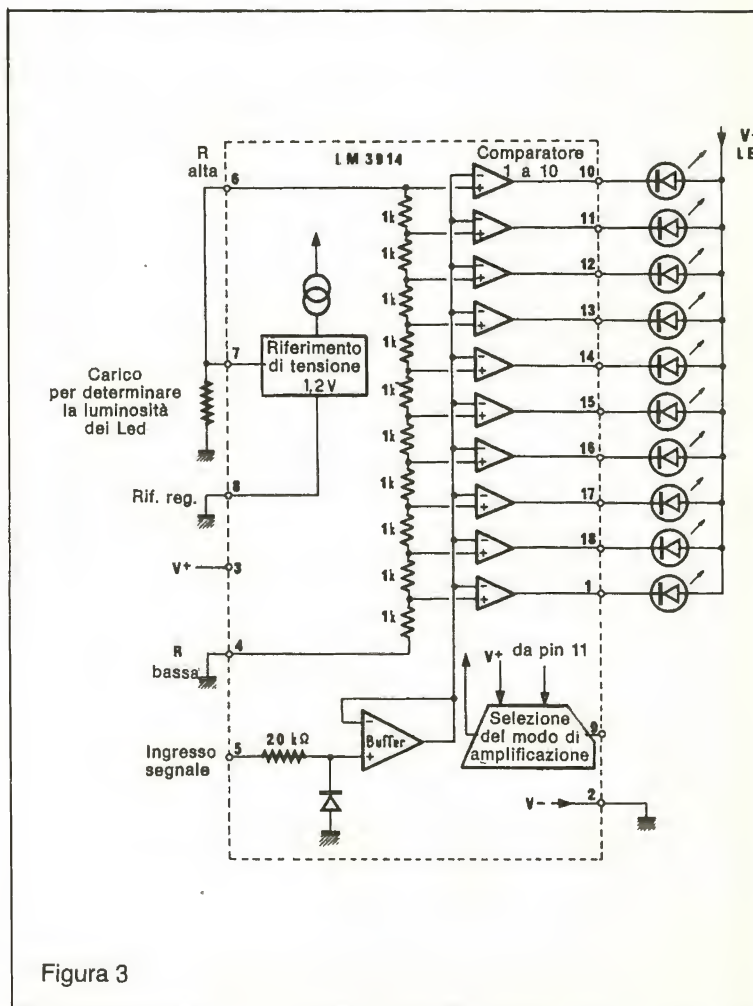 R
alta
6
LM 3914
Comparatore
1 a 10
10
V-
LE
1k
11
1k
12
1k
13
1k
14
7
Riferimento
di tensione
1,2 V
1k
15
Carico
per determinare
la luminosità
dei Led
1k
16
1k
17
Rif. reg.
8
1k
18
V+
3
1k
1
1k
R
bassa
4
V+
da pin 11
Selezione
del modo di
amplificazione
9
Ingresso
segnale
5
20 kΩ
Buffer
V-
2
Figura 3